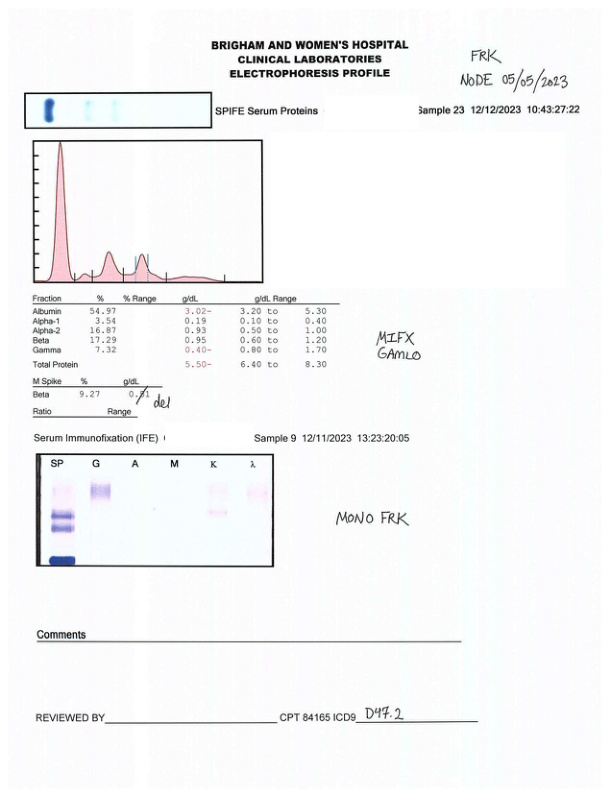 BRIGHAM AND WOMEN'S HOSPITAL
CLINICAL LABORATORIES
ELECTROPHORESIS PROFILE
FRK
NODE 05/05/2023
SPIFE Serum Proteins Sample 23 12/12/2023 10:43:27:22
Fraction % % Range g/dL g/dL Range
Albumin 54.97 3.02- 3.20 to 5.30
Alpha-1 3.54 0.19 0.10 to 0.40
Alpha-2 16.87 0.93 0.50 to 1.00
Beta 17.29 0.95 0.60 to 1.20
Gamma 7.32 0.40- 0.80 to 1.70
Total Protein 5.50- 6.40 to 8.30
MIFX
GAMLO
M Spike % g/dL
Beta 9.27 0.51 del
Ratio Range
Serum Immunofixation (IFE) Sample 9 12/11/2023 13:23:20:05
SP G A M K λ
MONO FRK
Comments
REVIEWED BY CPT 84165 ICD9 D47.2